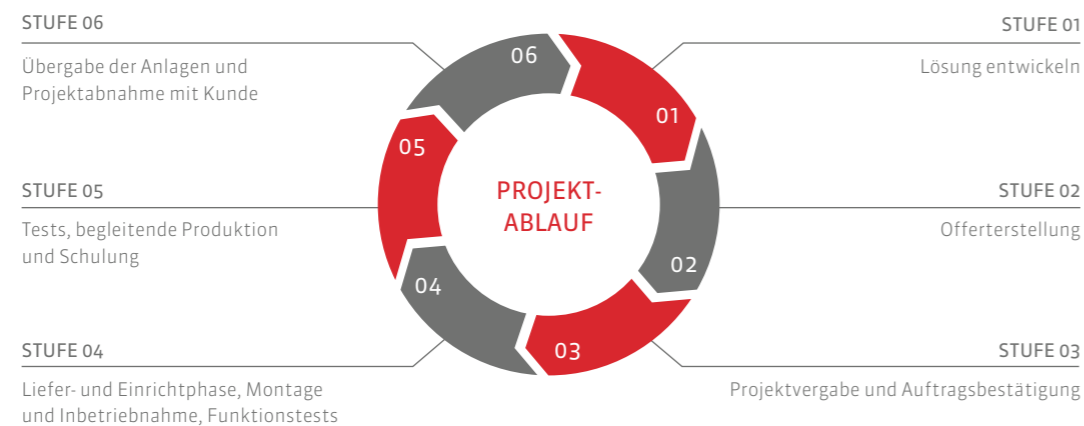 STUFE 06
Übergabe der Anlagen und
Projektabnahme mit Kunde
STUFE 05
Tests, begleitende Produktion
und Schulung
STUFE 04
Liefer- und Einrichtphase, Montage
und Inbetriebnahme, Funktionstests
06
01
05
02
04
03
PROJEKT-
ABLAUF
STUFE 01
Lösung entwickeln
STUFE 02
Offerterstellung
STUFE 03
Projektvergabe und Auftragsbestätigung